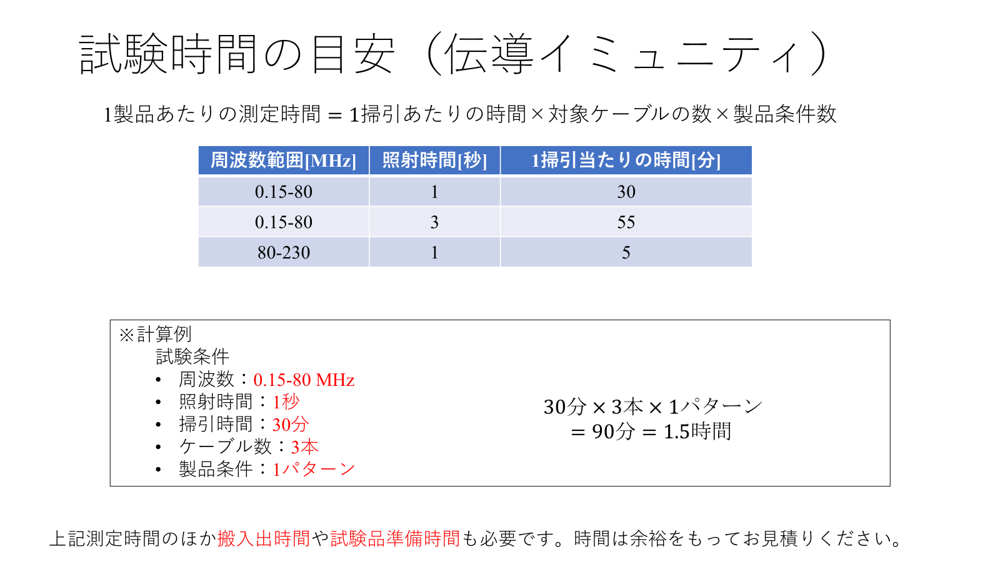 試験時間の目安（伝導イミュニティ）
1製品あたりの測定時間 = 1掃引あたりの時間×対象ケーブルの数×製品条件数
周波数範囲[MHz] 照射時間[秒] 1掃引当たりの時間[分]
0.15-80 1 30
0.15-80 3 55
80-230 1 5
※計算例
試験条件
• 周波数：0.15-80 MHz
• 照射時間：1秒
• 掃引時間：30分
• ケーブル数：3本
• 製品条件：1パターン
30分 × 3本 × 1パターン
= 90分 = 1.5時間
上記測定時間のほか搬入出時間や試験品準備時間も必要です。時間は余裕をもってお見積りください。